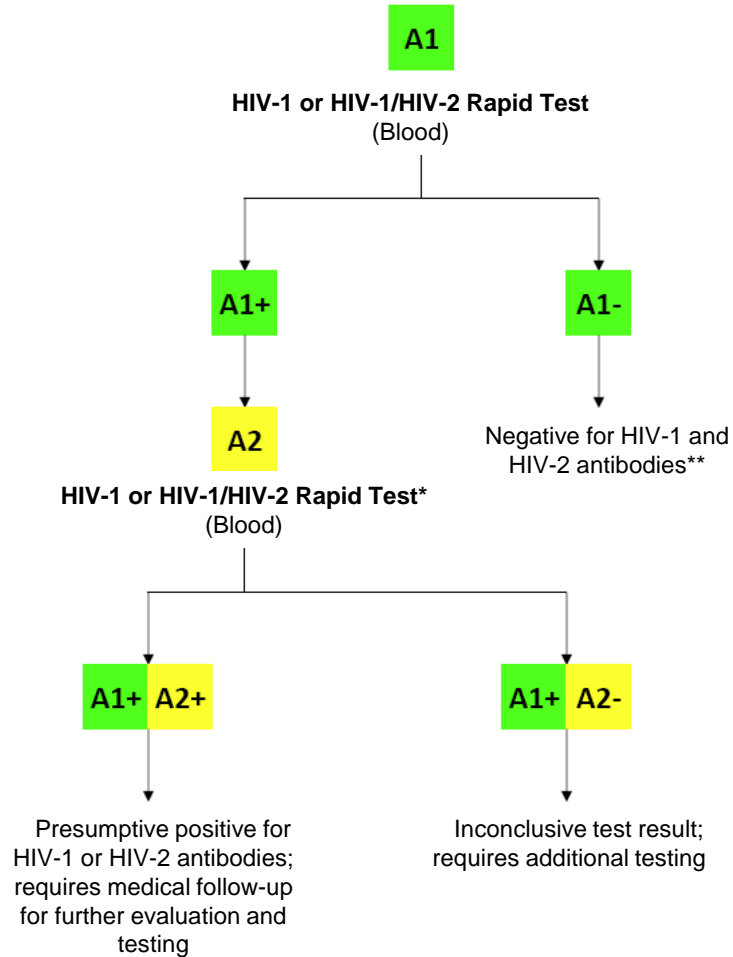 A1
HIV-1 or HIV-1/HIV-2 Rapid Test
(Blood)
A1+
A1-
A2
Negative for HIV-1 and
HIV-2 antibodies**
HIV-1 or HIV-1/HIV-2 Rapid Test*
(Blood)
A1+ A2+
A1+ A2-
Presumptive positive for
HIV-1 or HIV-2 antibodies;
requires medical follow-up
for further evaluation and
testing
Inconclusive test result;
requires additional testing